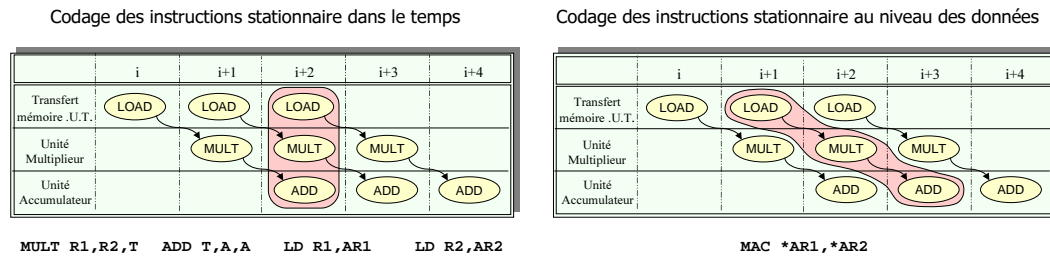 Codage des instructions stationnaire dans le temps
i i+1 i+2 i+3 i+4
Transfert
mémoire .U.T.
LOAD LOAD LOAD
Unité
Multiplieur
MULT MULT MULT
Unité
Accumulateur
ADD ADD ADD
MULT R1,R2,T ADD T,A,A LD R1,AR1 LD R2,AR2
Codage des instructions stationnaire au niveau des données
i i+1 i+2 i+3 i+4
Transfert
mémoire .U.T.
LOAD LOAD LOAD
Unité
Multiplieur
MULT MULT MULT
Unité
Accumulateur
ADD ADD ADD
MAC *AR1,*AR2